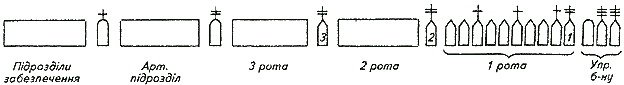 3
2
1
Підрозділи забезпечення
Арт. підрозділ
3 рота
2 рота
1 рота
Упр. б-ну